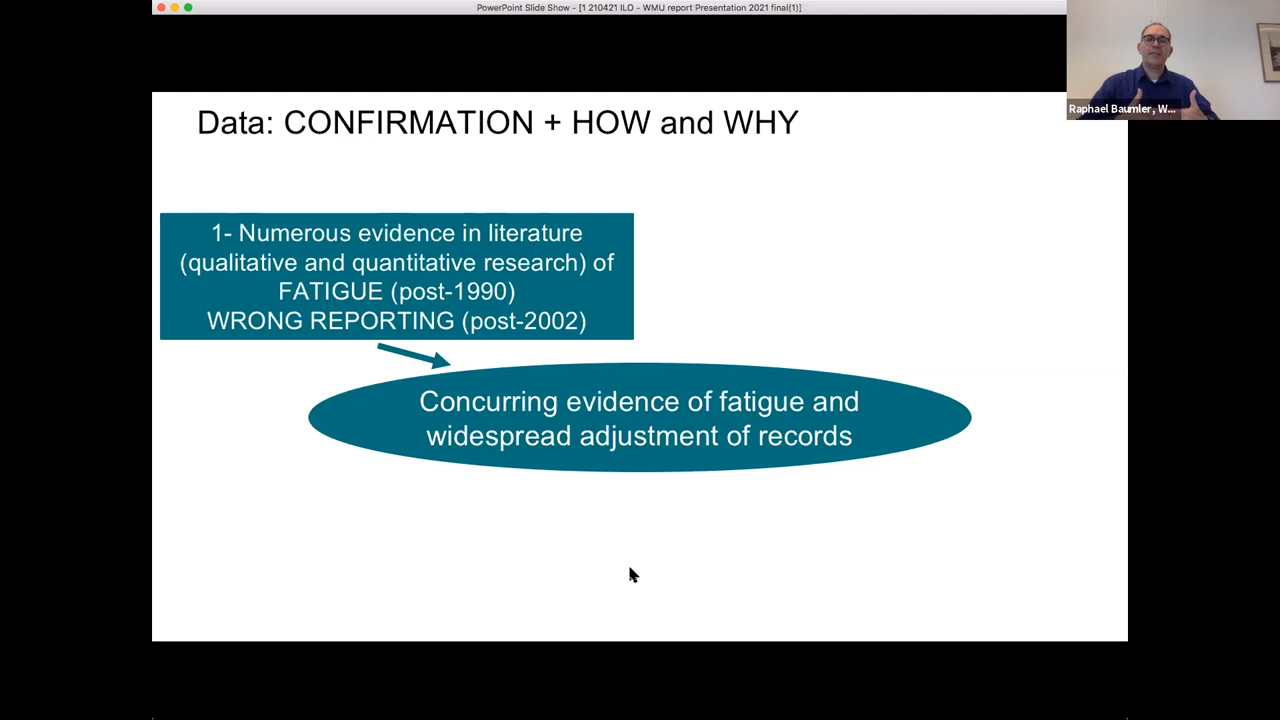 PowerPoint Slide Show - [1 210421 ILO - WMU report Presentation 2021 final(1)]
Raphael Baumler, W...
Data: CONFIRMATION + HOW and WHY
1- Numerous evidence in literature
(qualitative and quantitative research) of
FATIGUE (post-1990)
WRONG REPORTING (post-2002)
Concurring evidence of fatigue and
widespread adjustment of records